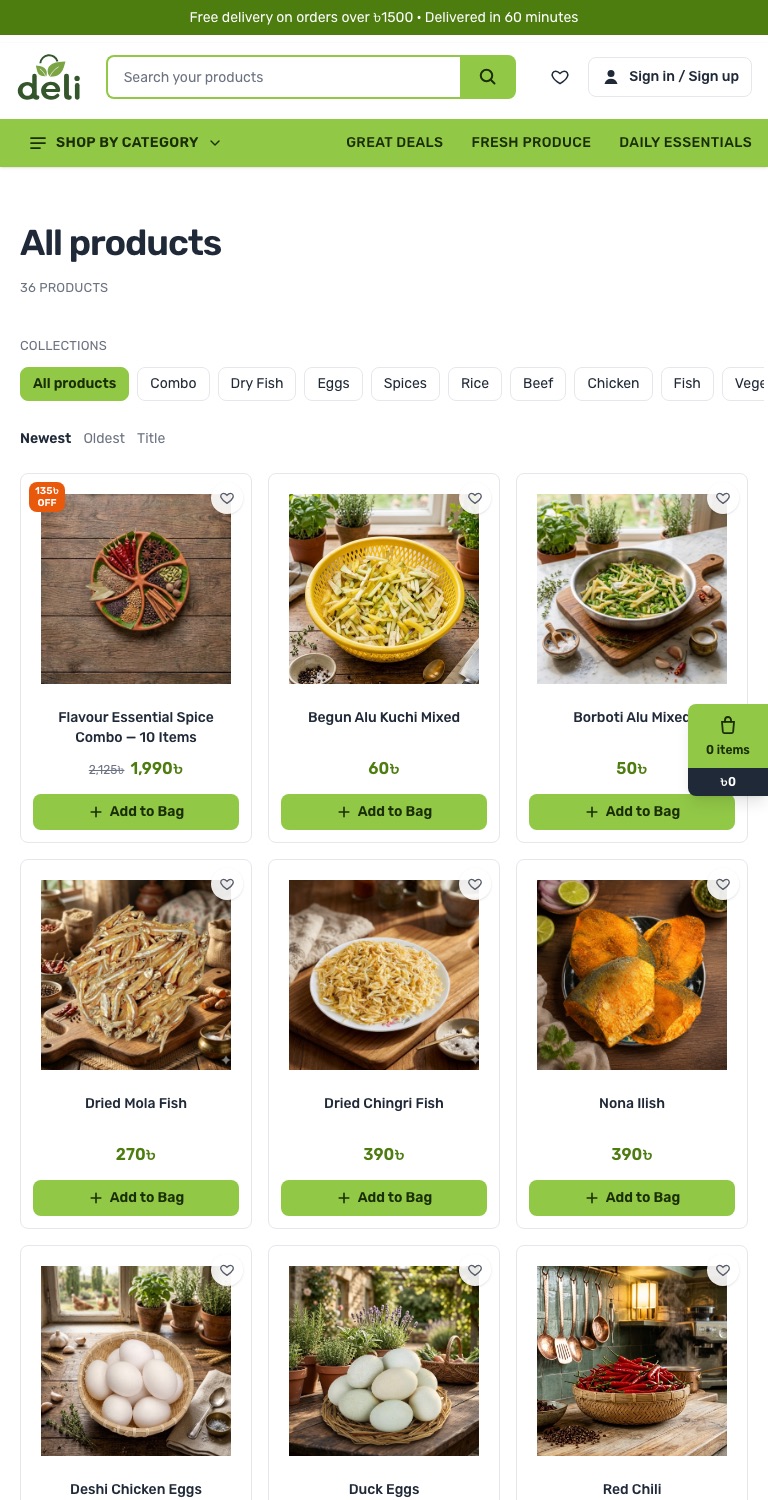 Free delivery on orders over ৳1500 • Delivered in 60 minutes
deli
Search your products
Sign in / Sign up
SHOP BY CATEGORY
GREAT DEALS
FRESH PRODUCE
DAILY ESSENTIALS
All products
36 PRODUCTS
COLLECTIONS
All products
Combo
Dry Fish
Eggs
Spices
Rice
Beef
Chicken
Fish
Vege
Newest
Oldest
Title
135৳
OFF
Flavour Essential Spice
Combo – 10 Items
2,125৳ 1,990৳
+ Add to Bag
Begun Alu Kuchi Mixed
60৳
+ Add to Bag
Borboti Alu Mixed
50৳
+ Add to Bag
0 items
৳0
Dried Mola Fish
270৳
+ Add to Bag
Dried Chingri Fish
390৳
+ Add to Bag
Nona Ilish
390৳
+ Add to Bag
Deshi Chicken Eggs
Duck Eggs
Red Chili